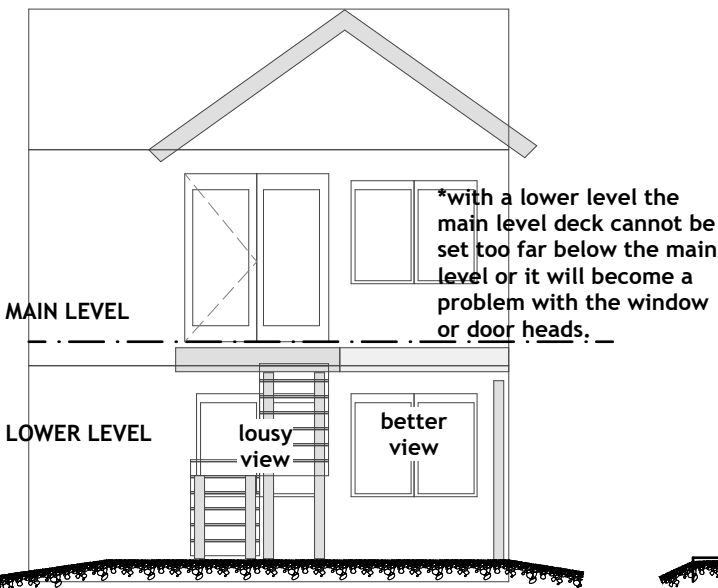 *with a lower level the
main level deck cannot be
set too far below the main
level or it will become a
problem with the window
or door heads.
MAIN LEVEL
LOWER LEVEL
lousy
view
better
view